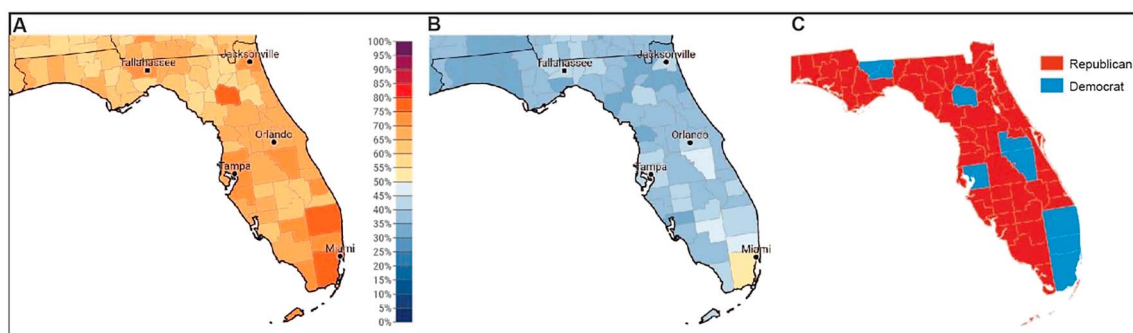 A
Tallahassee
Jacksonville
Orlando
Tampa
Miami
100%
95%
90%
85%
80%
75%
70%
65%
60%
55%
50%
45%
40%
35%
30%
25%
20%
15%
10%
5%
0%
B
Tallahassee
Jacksonville
Orlando
Tampa
Miami
C
Republican
Democrat